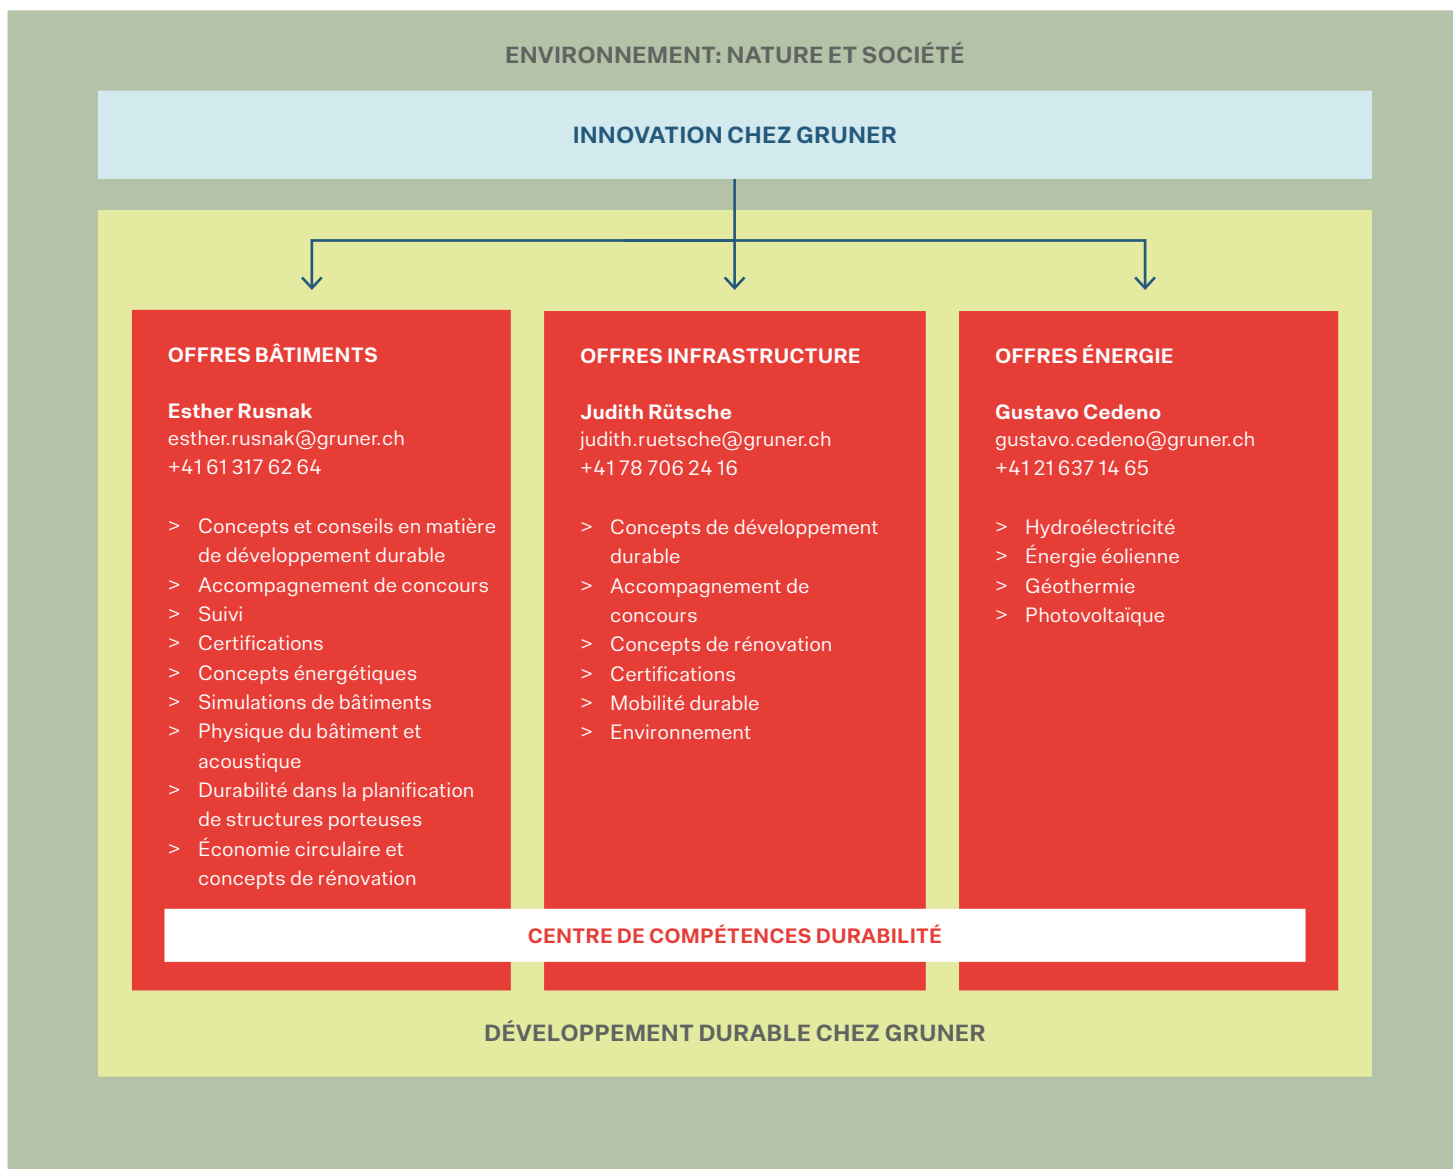 ENVIRONNEMENT: NATURE ET SOCIÉTÉ
INNOVATION CHEZ GRUNER
OFFRES BÂTIMENTS
Esther Rusnak
esther.rusnak@gruner.ch
+41 61 317 62 64
> Concepts et conseils en matière
de développement durable
> Accompagnement de concours
> Suivi
> Certifications
> Concepts énergétiques
> Simulations de bâtiments
> Physique du bâtiment et
acoustique
> Durabilité dans la planification
de structures porteuses
> Économie circulaire et
concepts de rénovation
OFFRES INFRASTRUCTURE
Judith Rütsche
judith.ruetsche@gruner.ch
+41 78 706 24 16
> Concepts de développement
durable
> Accompagnement de
concours
> Concepts de rénovation
> Certifications
> Mobilité durable
> Environnement
OFFRES ÉNERGIE
Gustavo Cedeno
gustavo.cedeno@gruner.ch
+41 21 637 14 65
> Hydroélectricité
> Énergie éolienne
> Géothermie
> Photovoltaïque
CENTRE DE COMPÉTENCES DURABILITÉ
DÉVELOPPEMENT DURABLE CHEZ GRUNER